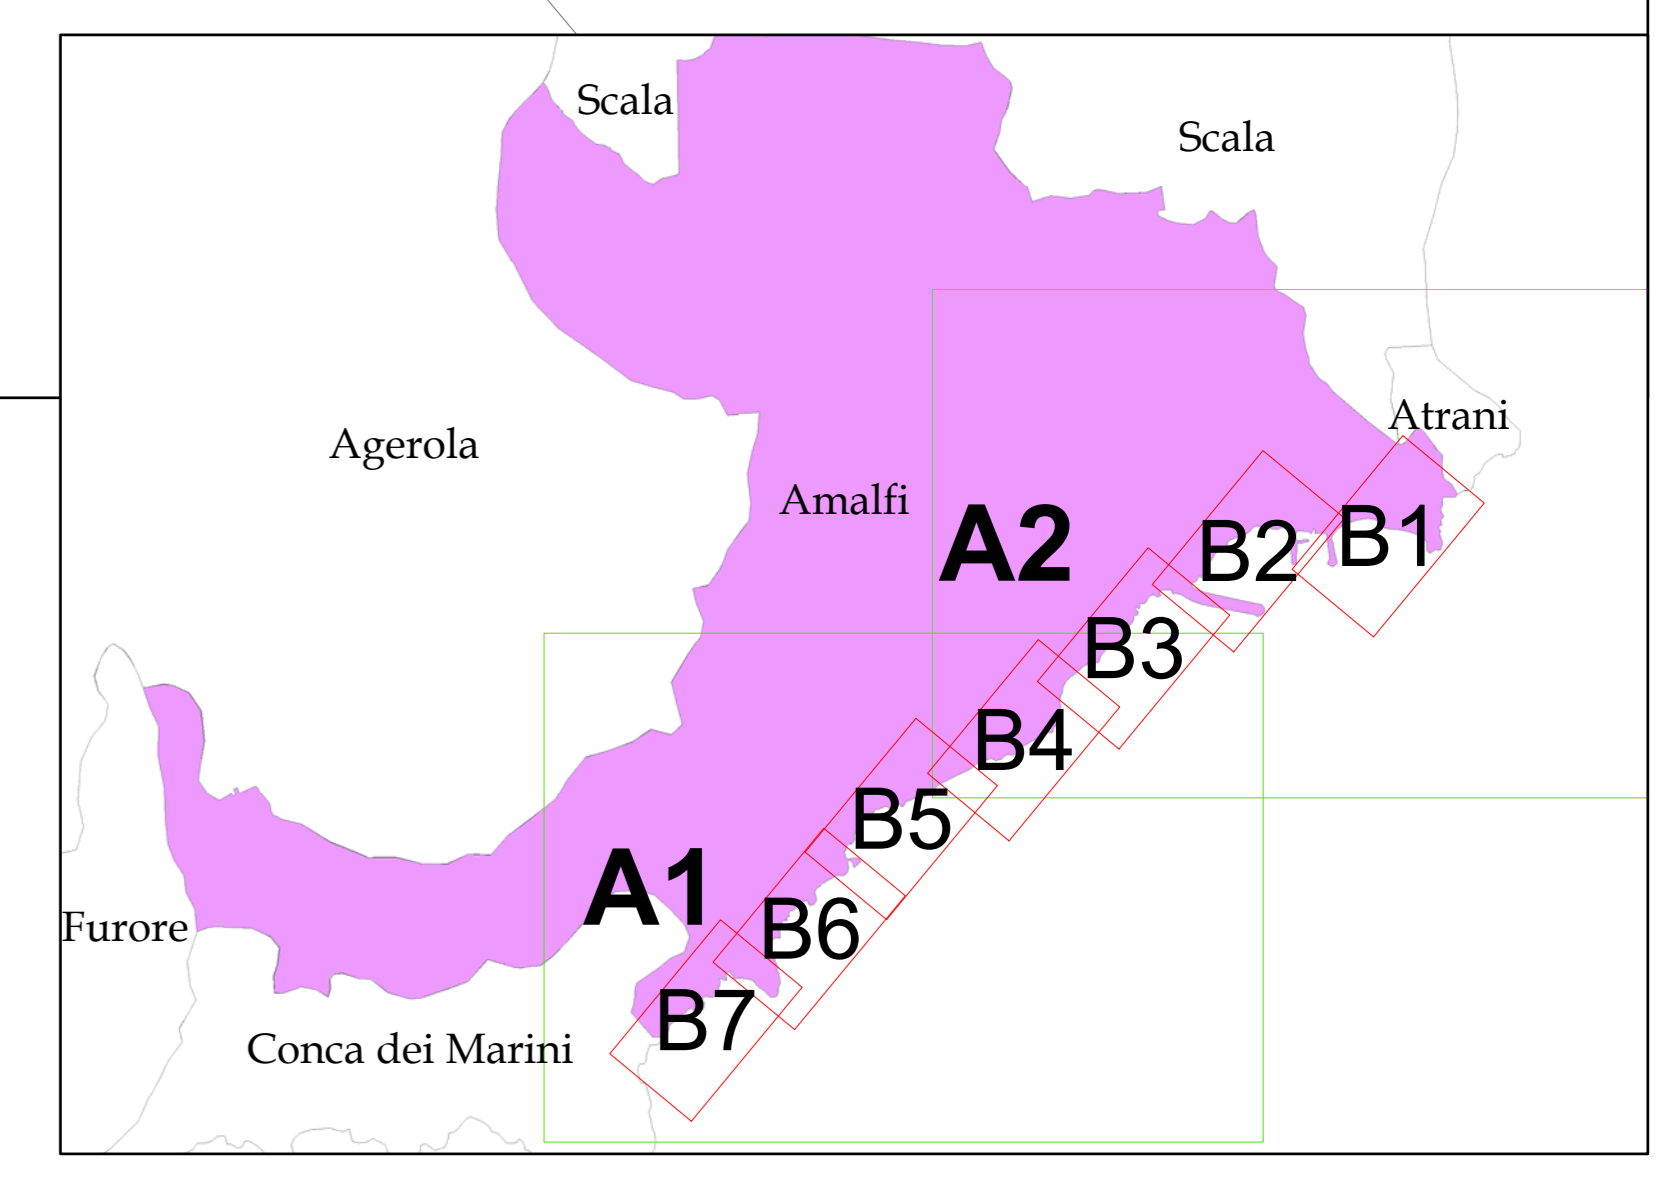 Scala
Scala
Atrani
Agerola
Amalfi
A2
B1
B2
B3
B4
B5
A1
B6
Furore
B7
Conca dei Marini